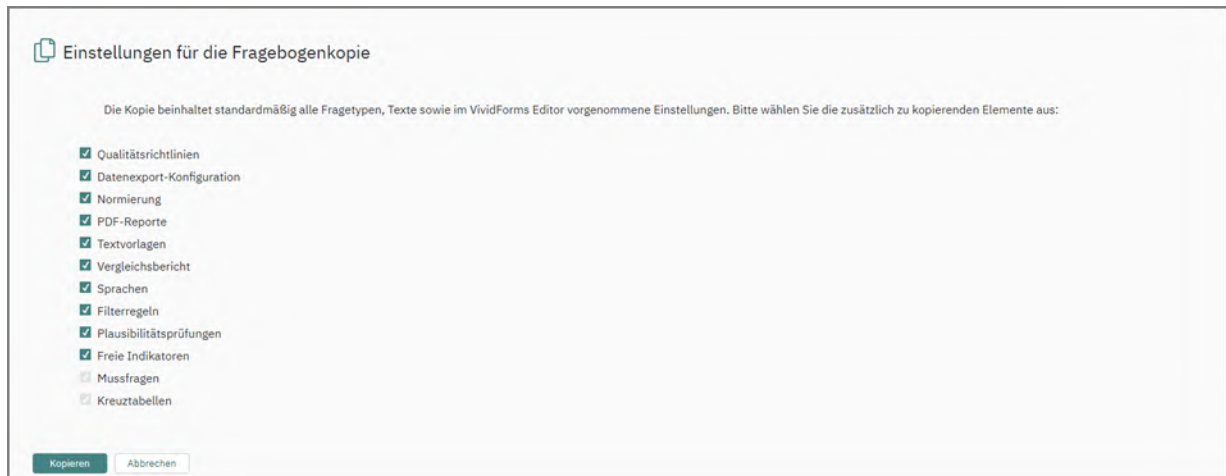 Einstellungen für die Fragebogenkopie
Die Kopie beinhaltet standardmäßig alle Fragetypen, Texte sowie im VividForms Editor vorgenommene Einstellungen. Bitte wählen Sie die zusätzlich zu kopierenden Elemente aus:
Qualitätsrichtlinien
Datenexport-Konfiguration
Normierung
PDF-Reporte
Textvorlagen
Vergleichsbericht
Sprachen
Filterregeln
Plausibilitätsprüfungen
Freie Indikatoren
Mussfragen
Kreuztabellen
Kopieren Abbrechen